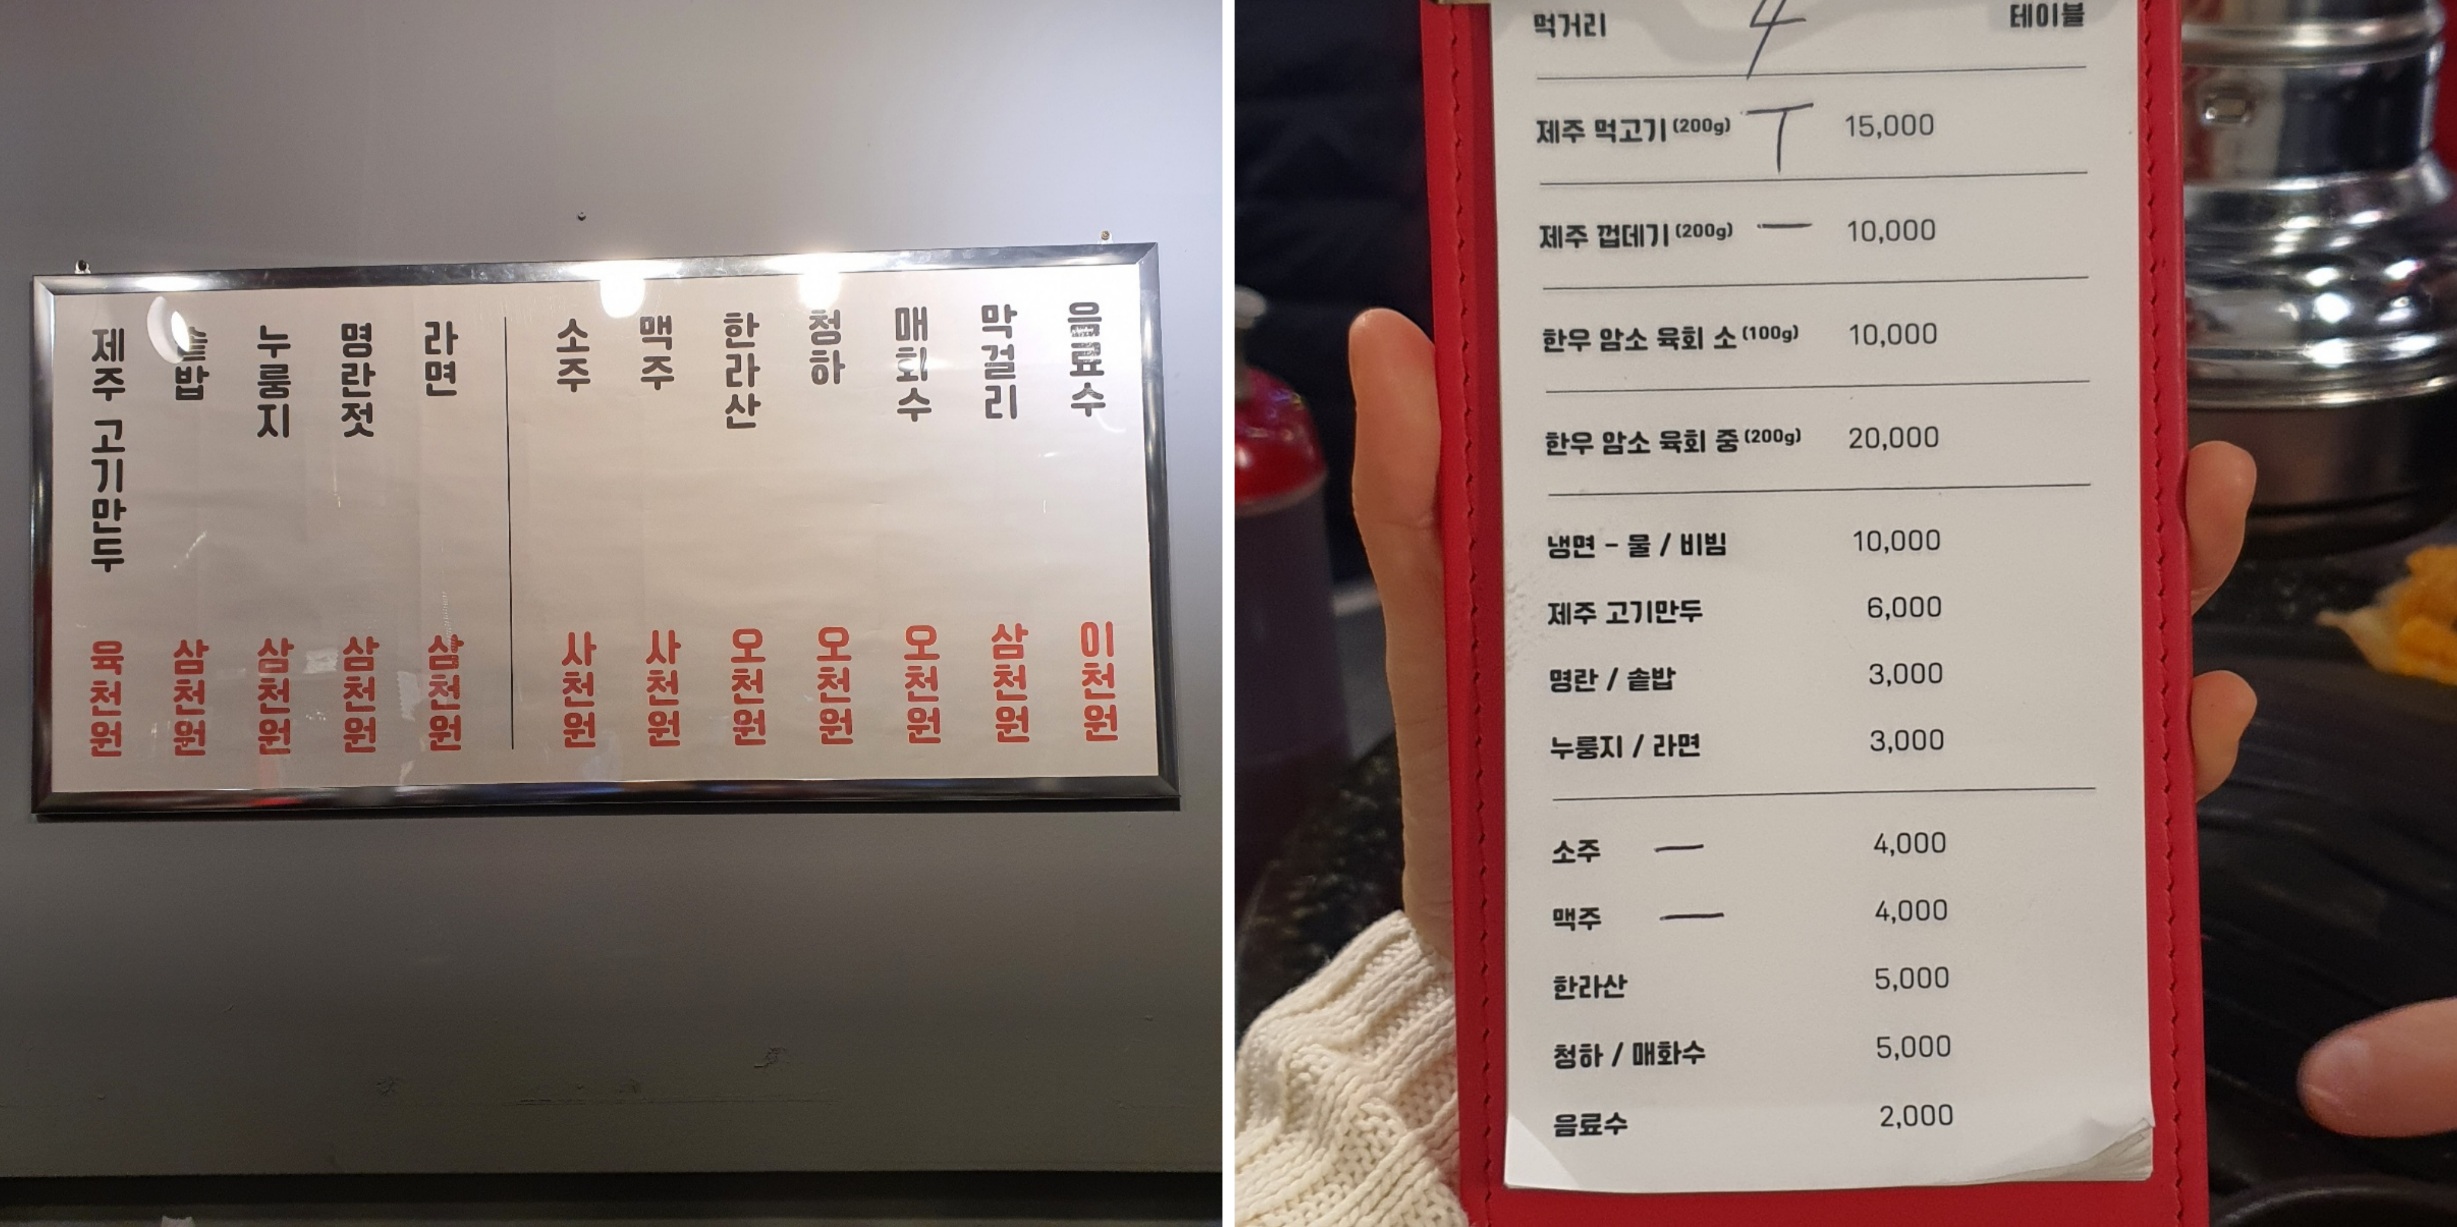 제주 고기만두 육천원
솥밥 삼천원
누룽지 삼천원
명란젓 삼천원
라면 삼천원
소주 사천원
맥주 사천원
한라산 오천원
청하 오천원
매화수 오천원
막걸리 삼천원
음료수 이천원
먹거리 4 테이블
제주 먹고기 (200g) ㅜ 15,000
제주 껍데기 (200g) ー 10,000
한우 암소 육회 소 (100g) 10,000
한우 암소 육회 중 (200g) 20,000
냉면 - 물 / 비빔 10,000
제주 고기만두 6,000
명란 / 솥밥 3,000
누룽지 / 라면 3,000
소주 ー 4,000
맥주 ー 4,000
한라산 5,000
청하 / 매화수 5,000
음료수 2,000